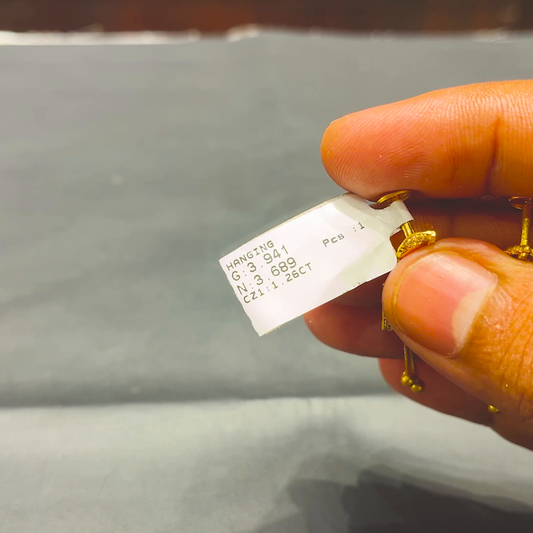 HANGING
G:3.941 Pcs :1
N:3.689
CZ1:1.26CT